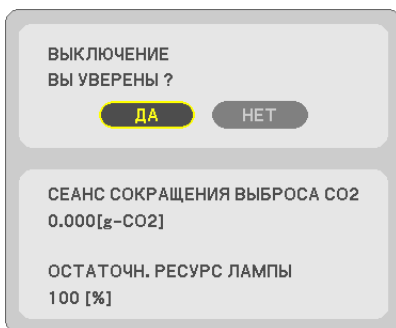 ВЫКЛЮЧЕНИЕ
ВЫ УВЕРЕНЫ ?
ДА НЕТ
СЕАНС СОКРАЩЕНИЯ ВЫБРОСА CO2
0.000[g-CO2]
ОСТАТОЧН. РЕСУРС ЛАМПЫ
100 [%]